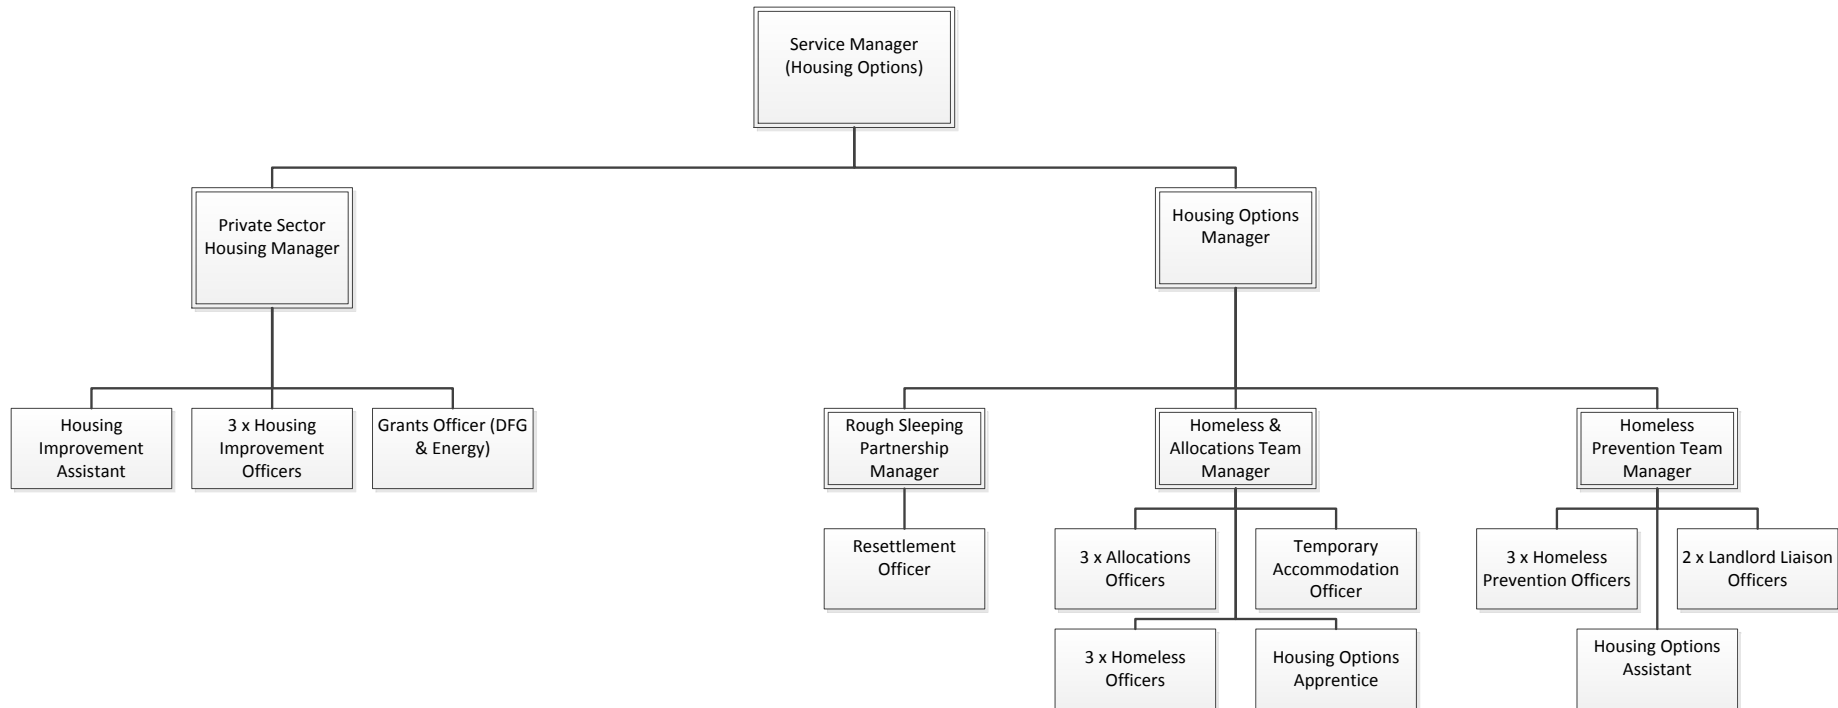 Service Manager
(Housing Options)
Private Sector
Housing Manager
Housing Options
Manager
Housing
Improvement
Assistant
3 x Housing
Improvement
Officers
Grants Officer (DFG
& Energy)
Rough Sleeping
Partnership
Manager
Homeless &
Allocations Team
Manager
Homeless
Prevention Team
Manager
Resettlement
Officer
3 x Allocations
Officers
Temporary
Accommodation
Officer
3 x Homeless
Prevention Officers
2 x Landlord Liaison
Officers
3 x Homeless
Officers
Housing Options
Apprentice
Housing Options
Assistant